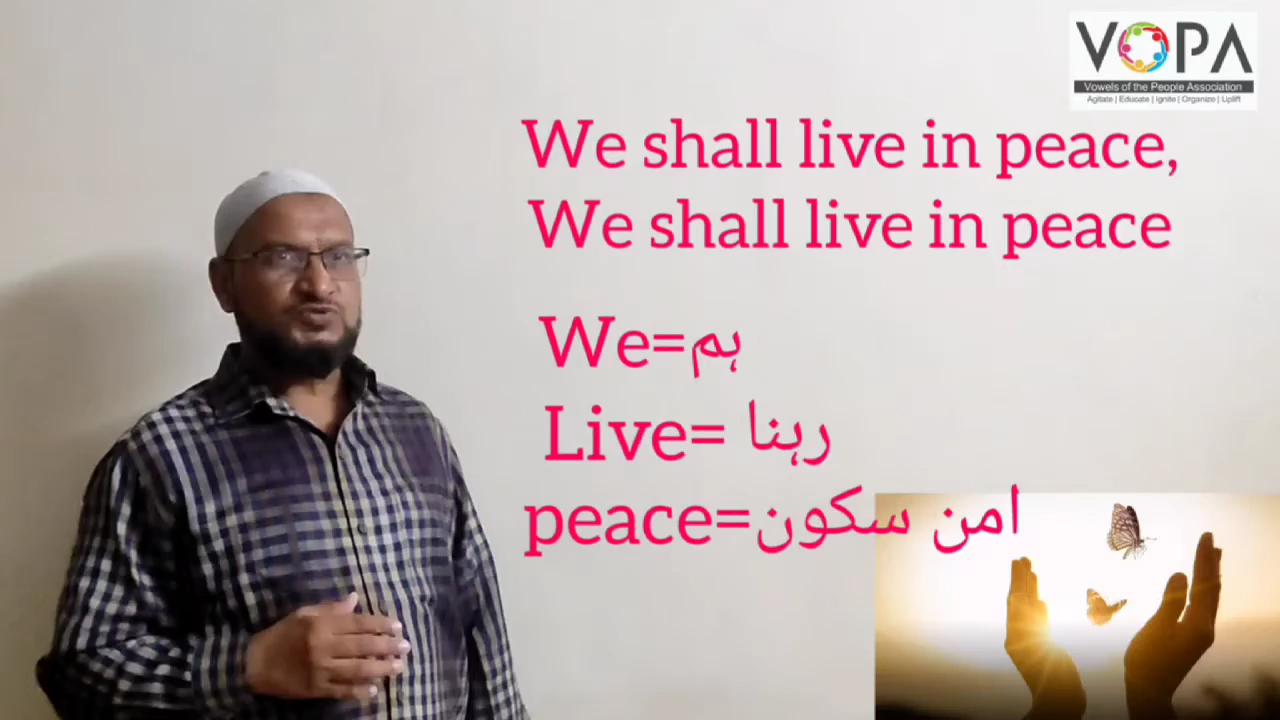 VOPA
Vowels of the People Association
Agitate | Educate | Ignite | Organize | Uplift
We shall live in peace,
We shall live in peace
We=ہم
Live= رہنا
peace=امن سکون